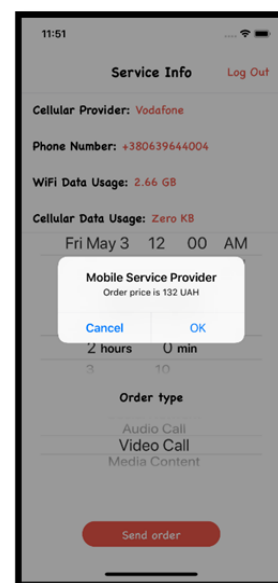 11:51
Service Info Log Out
Cellular Provider: Vodafone
Phone Number: +380639644004
WiFi Data Usage: 2.66 GB
Cellular Data Usage: Zero KB
Fri May 3 12 00 AM
Mobile Service Provider
Order price is 132 UAH
Cancel OK
2 hours 0 min
3 10
Order type
Audio Call
Video Call
Media Content
Send order